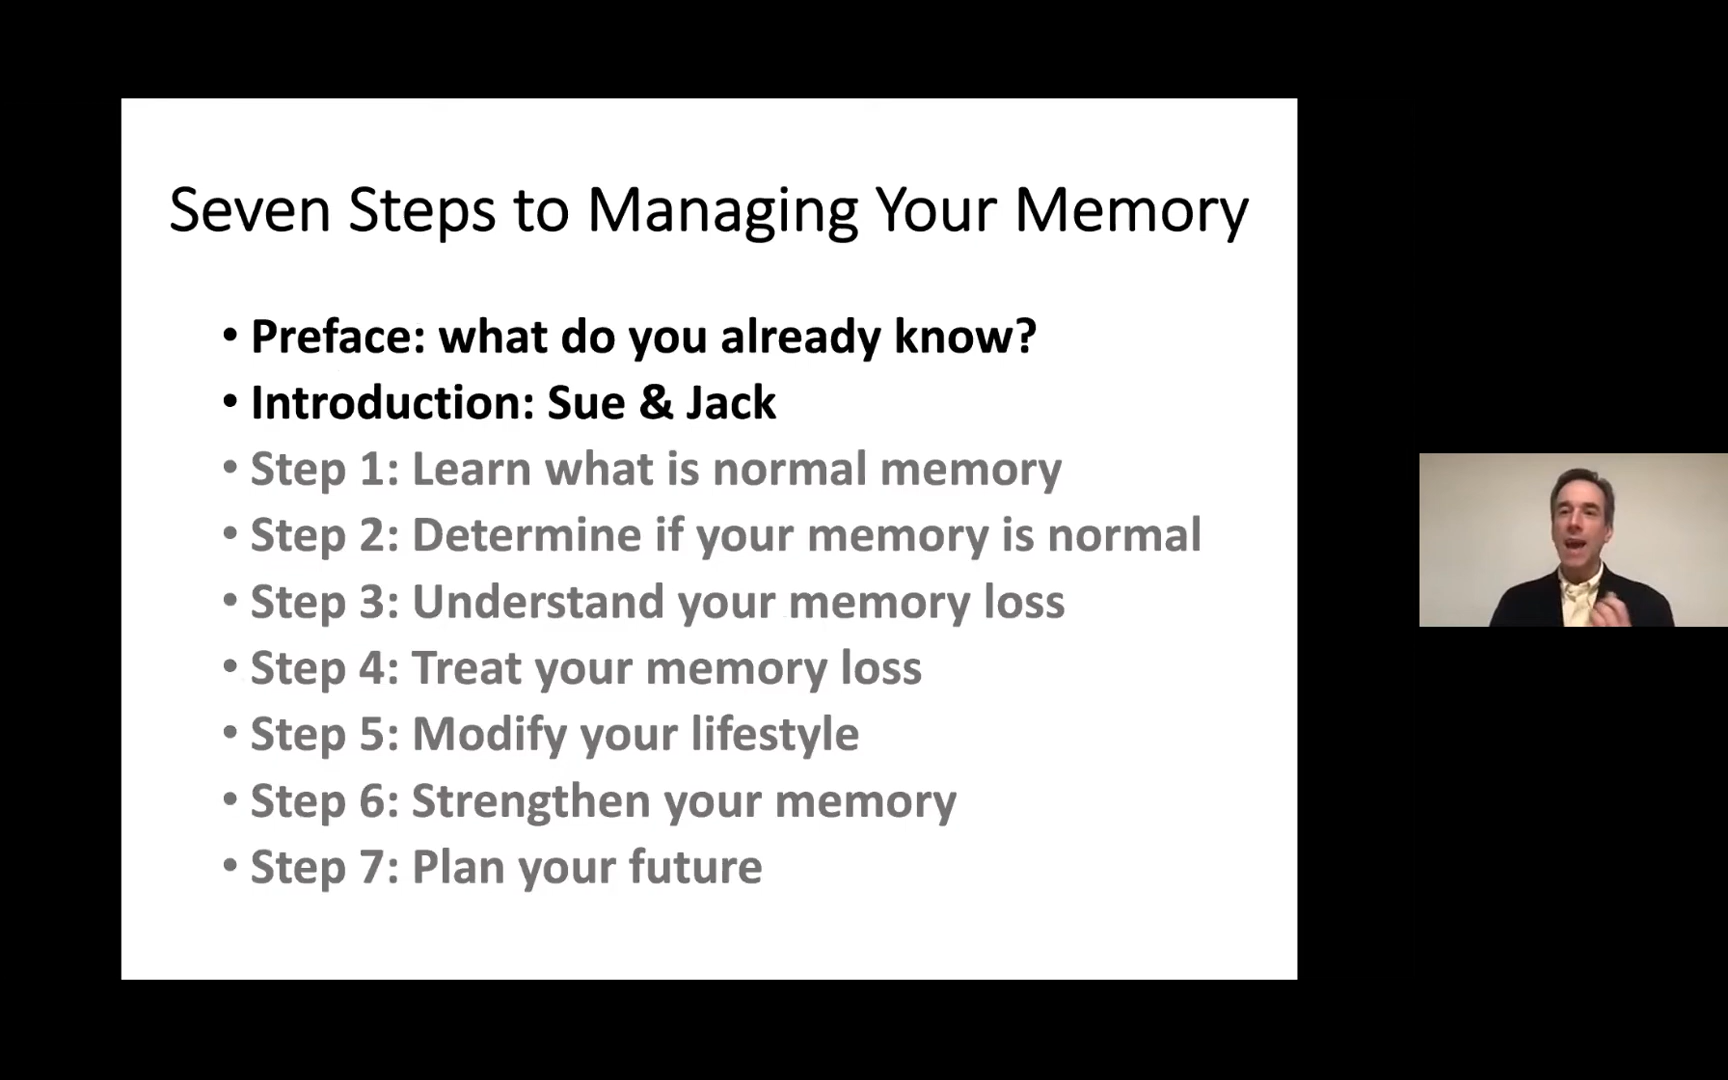 Seven Steps to Managing Your Memory
• Preface: what do you already know?
• Introduction: Sue & Jack
• Step 1: Learn what is normal memory
• Step 2: Determine if your memory is normal
• Step 3: Understand your memory loss
• Step 4: Treat your memory loss
• Step 5: Modify your lifestyle
• Step 6: Strengthen your memory
• Step 7: Plan your future